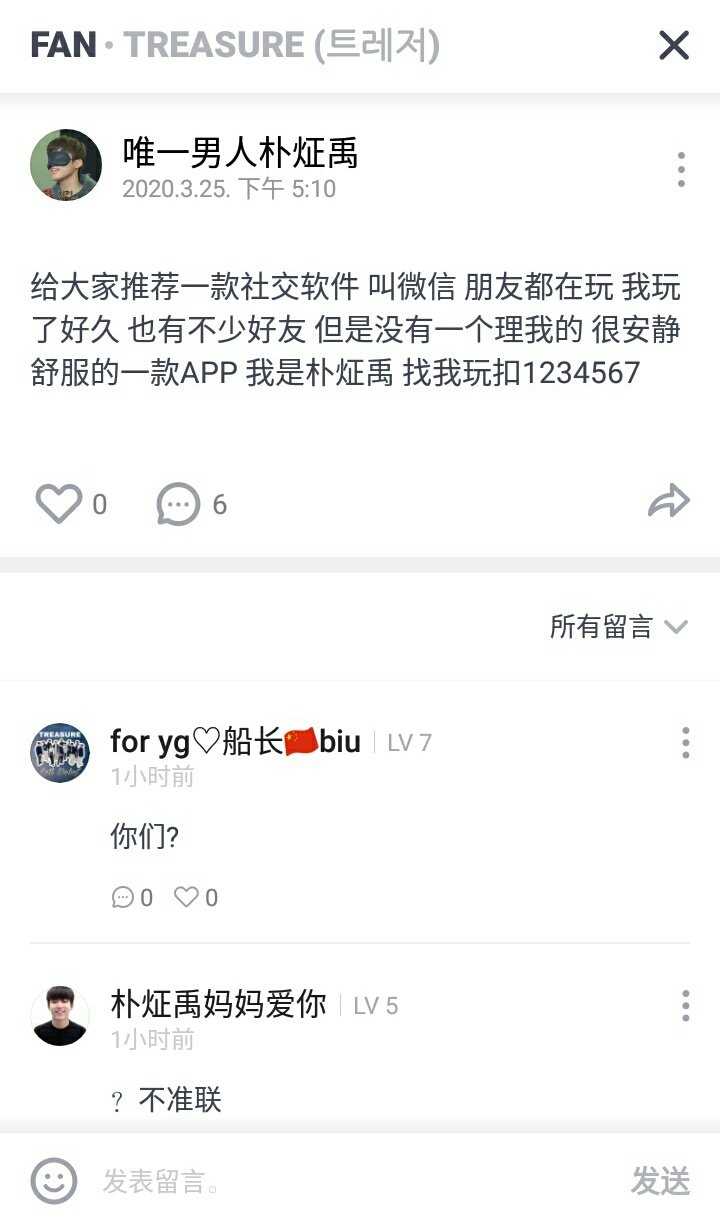 FAN · TREASURE (트레저)
唯一男人朴炡禹
2020.3.25. 下午 5:10
给大家推荐一款社交软件 叫微信 朋友都在玩 我玩
了好久 也有不少好友 但是没有一个理我的 很安静
舒服的一款APP 我是朴炡禹 找我玩扣1234567
0 6
所有留言
for yg♡船长🇨🇳biu | LV 7
1小时前
TREASURE
你们?
0 0
朴炡禹妈妈爱你 | LV 5
1小时前
？不准联
发表留言。 发送